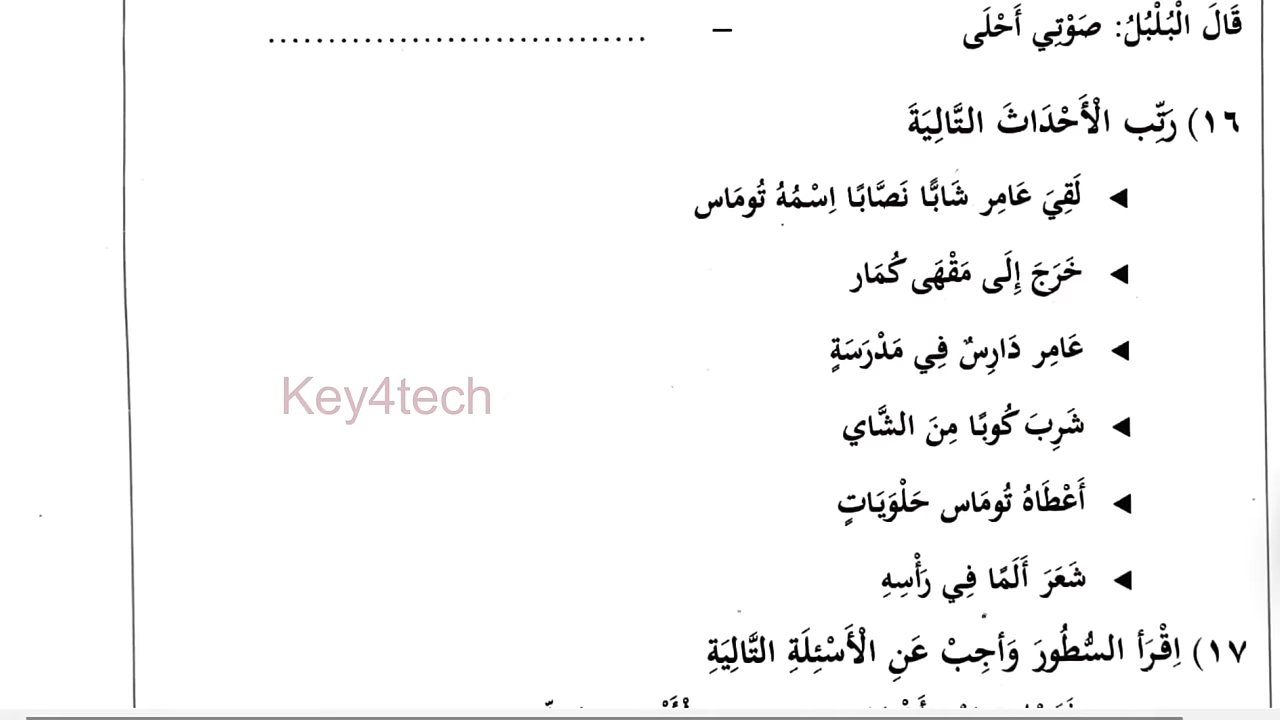 قَالَ الْبُلْبُلُ: صَوْتِي أَحْلَى – ................................
١٦) رَتِّب الْأَحْدَاثَ التَّالِيَةَ
◄ لَقِيَ عَامِر شَابًّا نَصَّابًا اِسْمُهُ تُومَاس
◄ خَرَجَ إِلَى مَقْهَى كُمَار
◄ عَامِر دَارِسٌ فِي مَدْرَسَةٍ
◄ شَرِبَ كُوبًا مِنَ الشَّاي
◄ أَعْطَاهُ تُومَاس حَلْوَيَاتٍ
◄ شَعَرَ أَلَمًا فِي رَأْسِهِ
Key4tech
١٧) اِقْرَأ السُّطُورَ وَأجِبْ عَنِ الْأَسْئِلَةِ التَّالِيَةِ